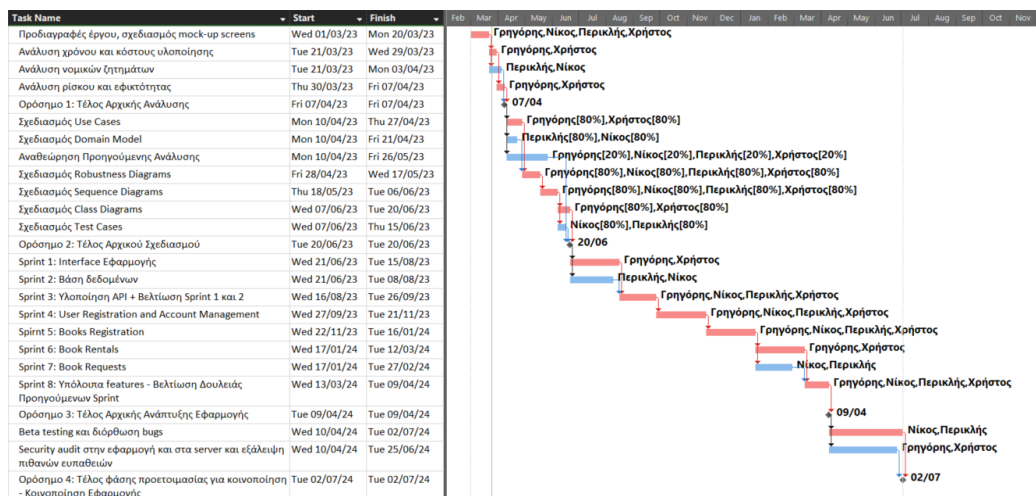 Task Name Start Finish Feb Mar Apr May Jun Jul Aug Sep Oct Nov Dec Jan Feb Mar Apr May Jun Jul Aug Sep Oct Nov
Προδιαγραφές έργου, σχεδιασμός mock-up screens Wed 01/03/23 Mon 20/03/23 Γρηγόρης,Νίκος,Περικλής,Χρήστος
Ανάλυση χρόνου και κόστους υλοποίησης Tue 21/03/23 Wed 29/03/23 Γρηγόρης,Χρήστος
Ανάλυση νομικών ζητημάτων Tue 21/03/23 Mon 03/04/23 Περικλής,Νίκος
Ανάλυση ρίσκου και εφικτότητας Thu 30/03/23 Fri 07/04/23 Γρηγόρης,Χρήστος
Ορόσημο 1: Τέλος Αρχικής Ανάλυσης Fri 07/04/23 Fri 07/04/23 07/04
Σχεδιασμός Use Cases Mon 10/04/23 Thu 27/04/23 Γρηγόρης[80%],Χρήστος[80%]
Σχεδιασμός Domain Model Mon 10/04/23 Fri 21/04/23 Περικλής[80%],Νίκος[80%]
Αναθεώρηση Προηγούμενης Ανάλυσης Mon 10/04/23 Fri 26/05/23 Γρηγόρης[20%],Νίκος[20%],Περικλής[20%],Χρήστος[20%]
Σχεδιασμός Robustness Diagrams Fri 28/04/23 Wed 17/05/23 Γρηγόρης[80%],Νίκος[80%],Περικλής[80%],Χρήστος[80%]
Σχεδιασμός Sequence Diagrams Thu 18/05/23 Tue 06/06/23 Γρηγόρης[80%],Νίκος[80%],Περικλής[80%],Χρήστος[80%]
Σχεδιασμός Class Diagrams Wed 07/06/23 Tue 20/06/23 Γρηγόρης[80%],Χρήστος[80%]
Σχεδιασμός Test Cases Wed 07/06/23 Thu 15/06/23 Νίκος[80%],Περικλής[80%]
Ορόσημο 2: Τέλος Αρχικού Σχεδιασμού Tue 20/06/23 Tue 20/06/23 20/06
Sprint 1: Interface Εφαρμογής Wed 21/06/23 Tue 15/08/23 Γρηγόρης,Χρήστος
Sprint 2: Βάση δεδομένων Wed 21/06/23 Tue 08/08/23 Περικλής,Νίκος
Sprint 3: Υλοποίηση API + Βελτίωση Sprint 1 και 2 Wed 16/08/23 Tue 26/09/23 Γρηγόρης,Νίκος,Περικλής,Χρήστος
Sprint 4: User Registration and Account Management Wed 27/09/23 Tue 21/11/23 Γρηγόρης,Νίκος,Περικλής,Χρήστος
Sprint 5: Books Registration Wed 22/11/23 Tue 16/01/24 Γρηγόρης,Νίκος,Περικλής,Χρήστος
Sprint 6: Book Rentals Wed 17/01/24 Tue 12/03/24 Γρηγόρης,Χρήστος
Sprint 7: Book Requests Wed 17/01/24 Tue 27/02/24 Νίκος,Περικλής
Sprint 8: Υπόλοιπα features - Βελτίωση Δουλειάς Wed 13/03/24 Tue 09/04/24 Γρηγόρης,Νίκος,Περικλής,Χρήστος
Προηγούμενων Sprint
Ορόσημο 3: Τέλος Αρχικής Ανάπτυξης Εφαρμογής Tue 09/04/24 Tue 09/04/24 09/04
Beta testing και διόρθωση bugs Wed 10/04/24 Tue 02/07/24 Νίκος,Περικλής
Security audit στην εφαρμογή και στα server και εξάλειψη Wed 10/04/24 Tue 25/06/24 Γρηγόρης,Χρήστος
πιθανών ευπαθειών
Ορόσημο 4: Τέλος φάσης προετοιμασίας για κοινοποίηση Tue 02/07/24 Tue 02/07/24 02/07
- Κοινοποίηση Εφαρμογής